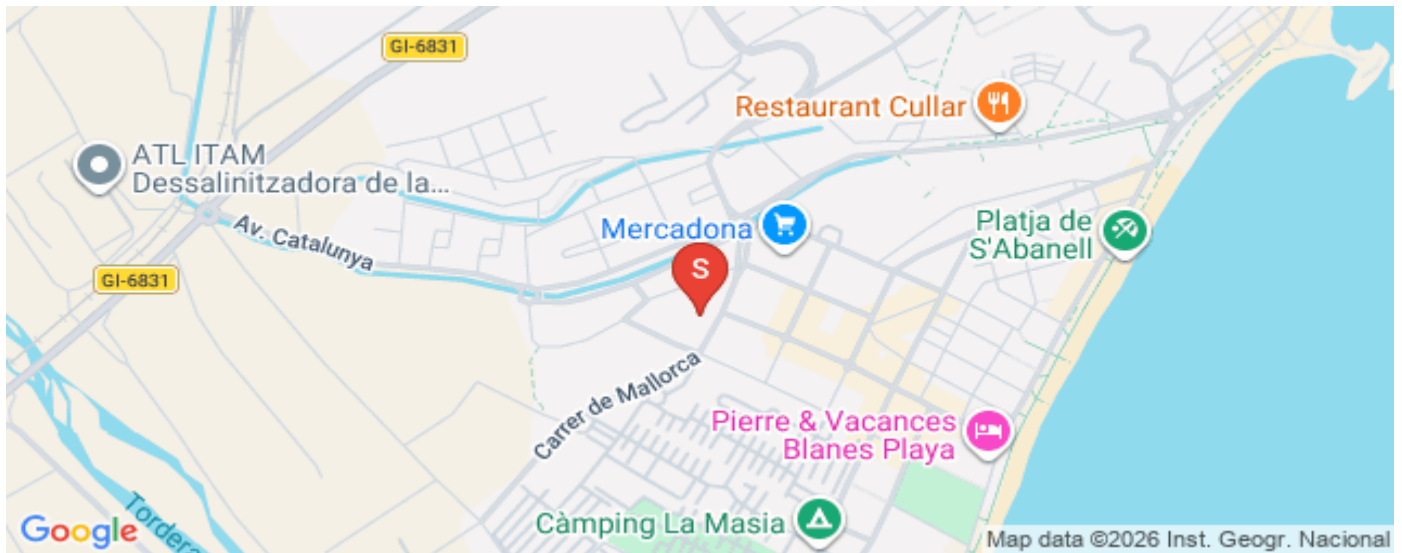 GI-6831
Restaurant Cullar
ATL ITAM
Dessalinitzadora de la...
Av. Catalunya
Mercadona
Platja de
S'Abanell
S
GI-6831
Carrer de Mallorca
Pierre & Vacances
Blanes Playa
Tordera
Càmping La Masia
Google
Map data ©2026 Inst. Geogr. Nacional